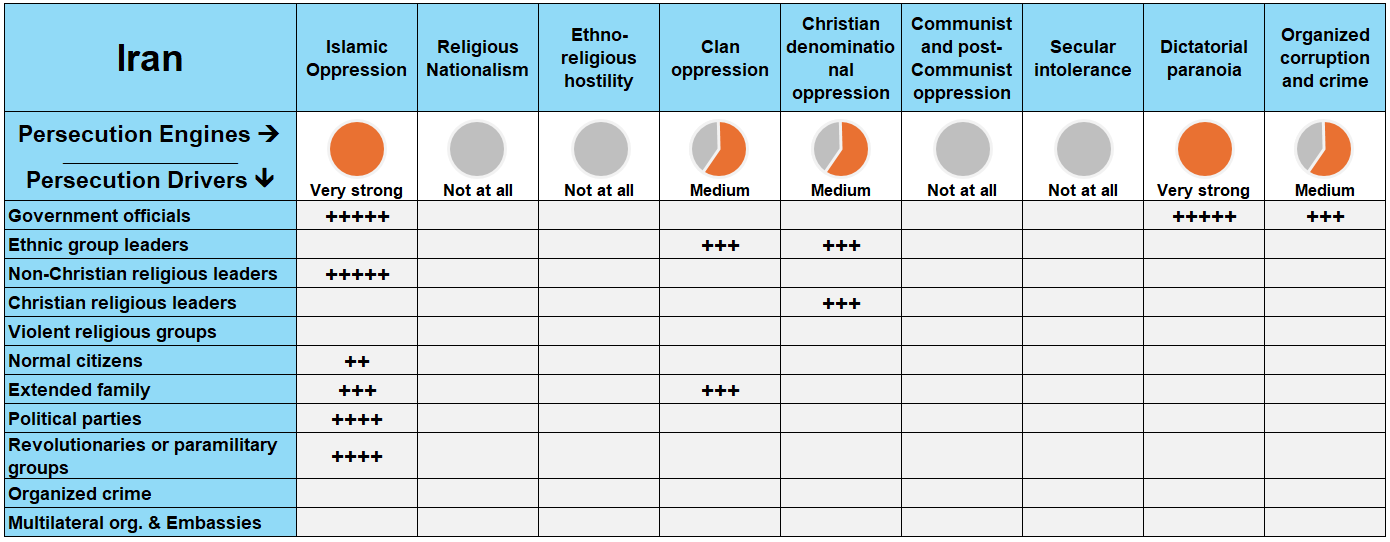 Iran
Islamic
Oppression
Religious
Nationalism
Ethno-
religious
hostility
Clan
oppression
Christian
denominatio
nal
oppression
Communist
and post-
Communist
oppression
Secular
intolerance
Dictatorial
paranoia
Organized
corruption
and crime
Persecution Engines →
Persecution Drivers ↓
Very strong
Not at all
Not at all
Medium
Medium
Not at all
Not at all
Very strong
Medium
Government officials +++++ +++++ +++
Ethnic group leaders +++ +++
Non-Christian religious leaders +++++
Christian religious leaders +++
Violent religious groups
Normal citizens ++
Extended family +++ +++
Political parties ++++
Revolutionaries or paramilitary
groups ++++
Organized crime
Multilateral org. & Embassies